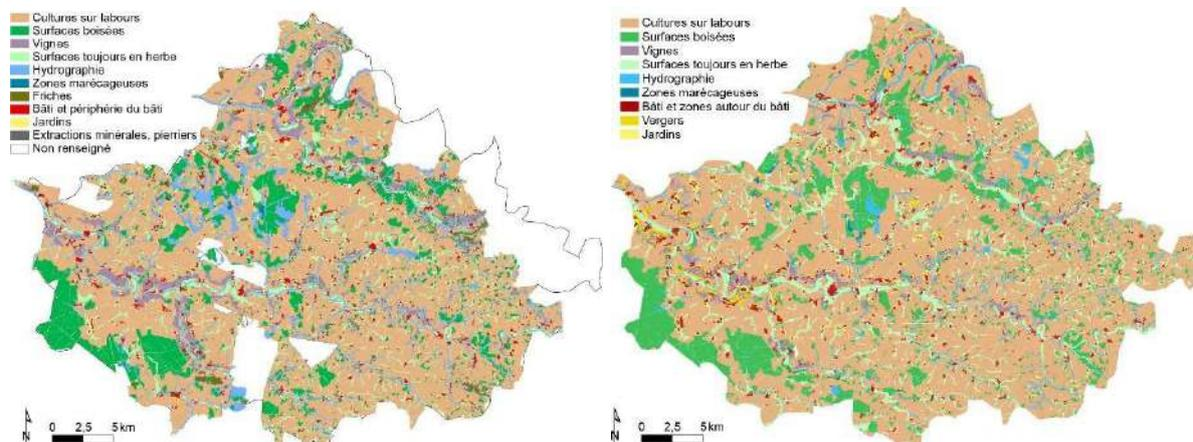 Cultures sur labours
Surfaces boisées
Vignes
Surfaces toujours en herbe
Hydrographie
Zones marécageuses
Friches
Bâti et périphérie du bâti
Jardins
Extractions minérales, pierriers
Non renseigné
N
0 2,5 5 km
Cultures sur labours
Surfaces boisées
Vignes
Surfaces toujours en herbe
Hydrographie
Zones marécageuses
Bâti et zones autour du bâti
Vergers
Jardins
N
0 2,5 5 km